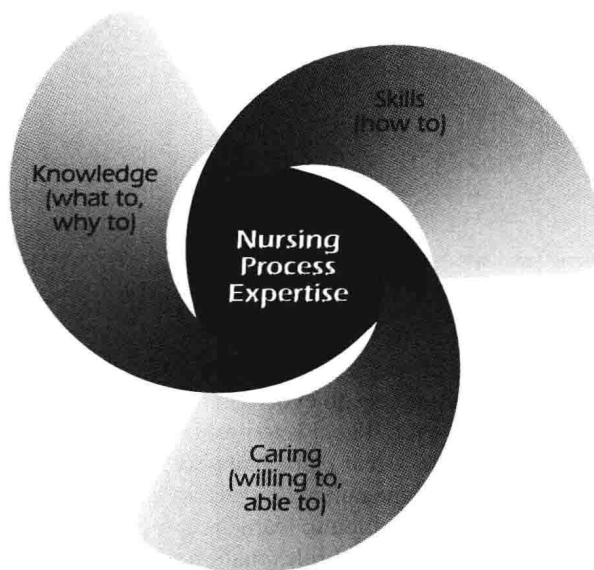 Skills
(how to)
Knowledge
(what to,
why to)
Nursing
Process
Expertise
Caring
(willing to,
able to)